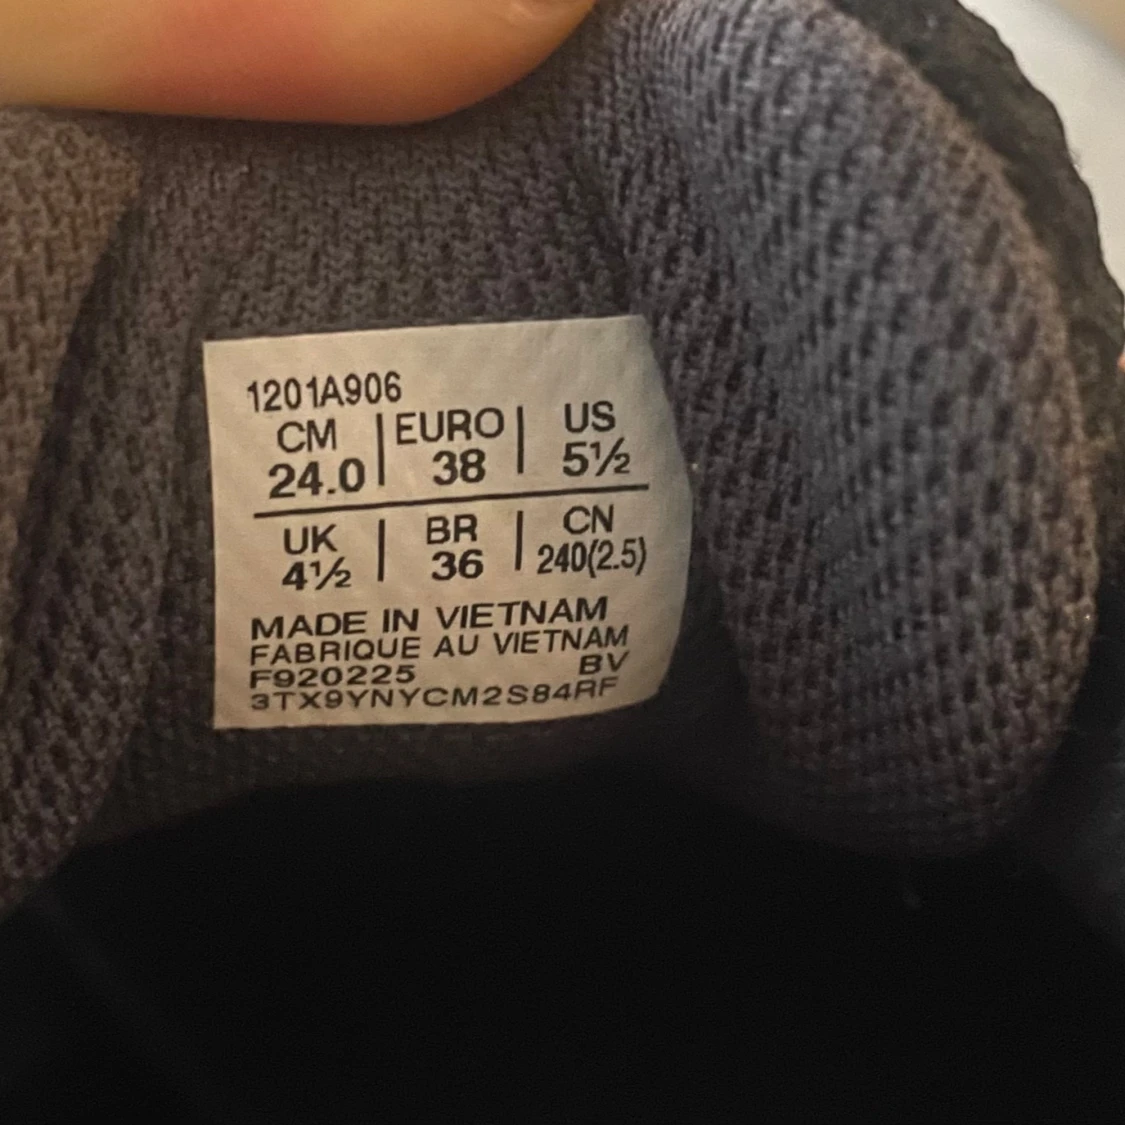 1201A906
CM | EURO | US
24.0 | 38 | 5½
UK | BR | CN
4½ | 36 | 240(2.5)
MADE IN VIETNAM
FABRIQUE AU VIETNAM
F920225 BV
3TX9YNYCM2S84RF